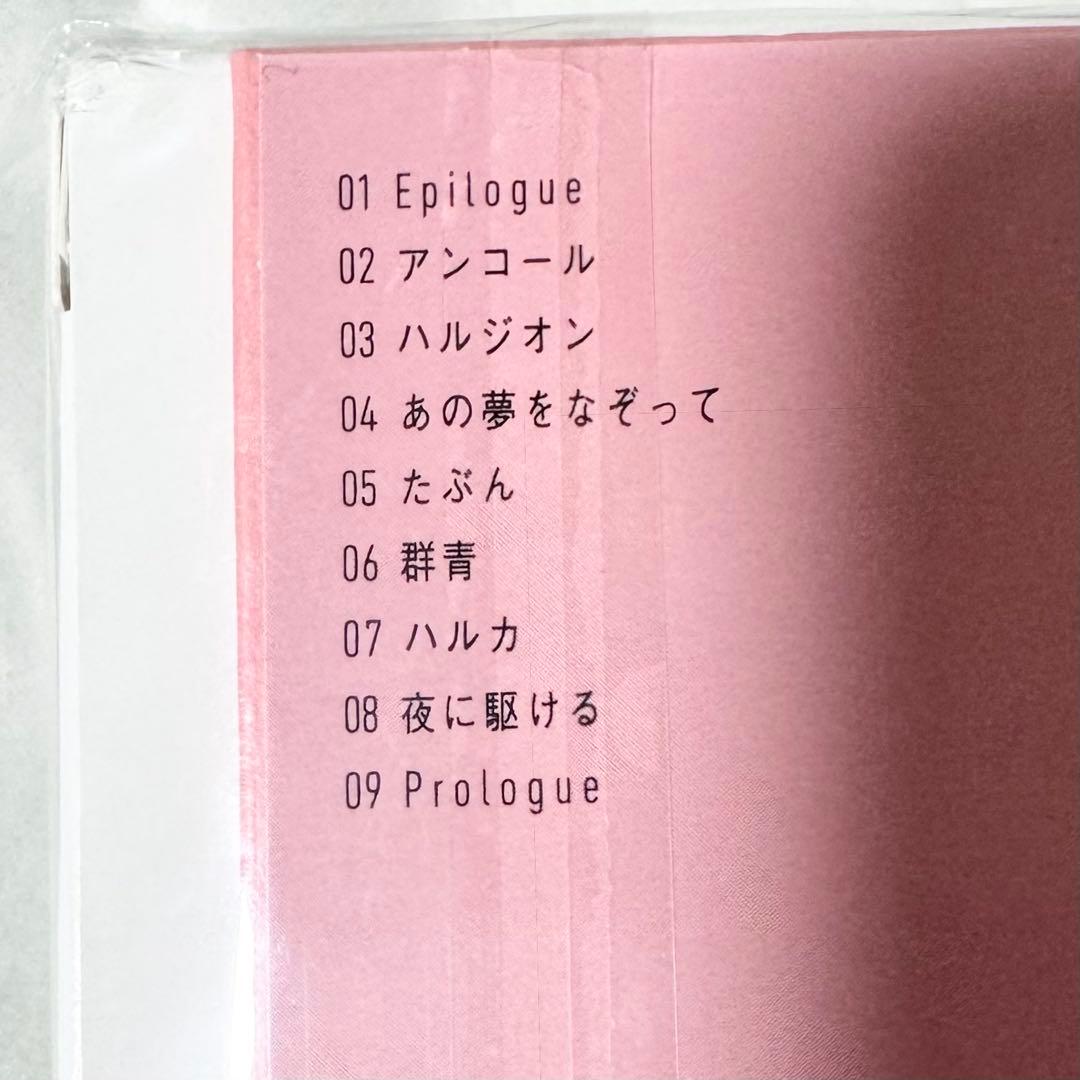 01 Epilogue
02 アンコール
03 ハルジオン
04 あの夢をなぞって
05 たぶん
06 群青
07 ハルカ
08 夜に駆ける
09 Prologue